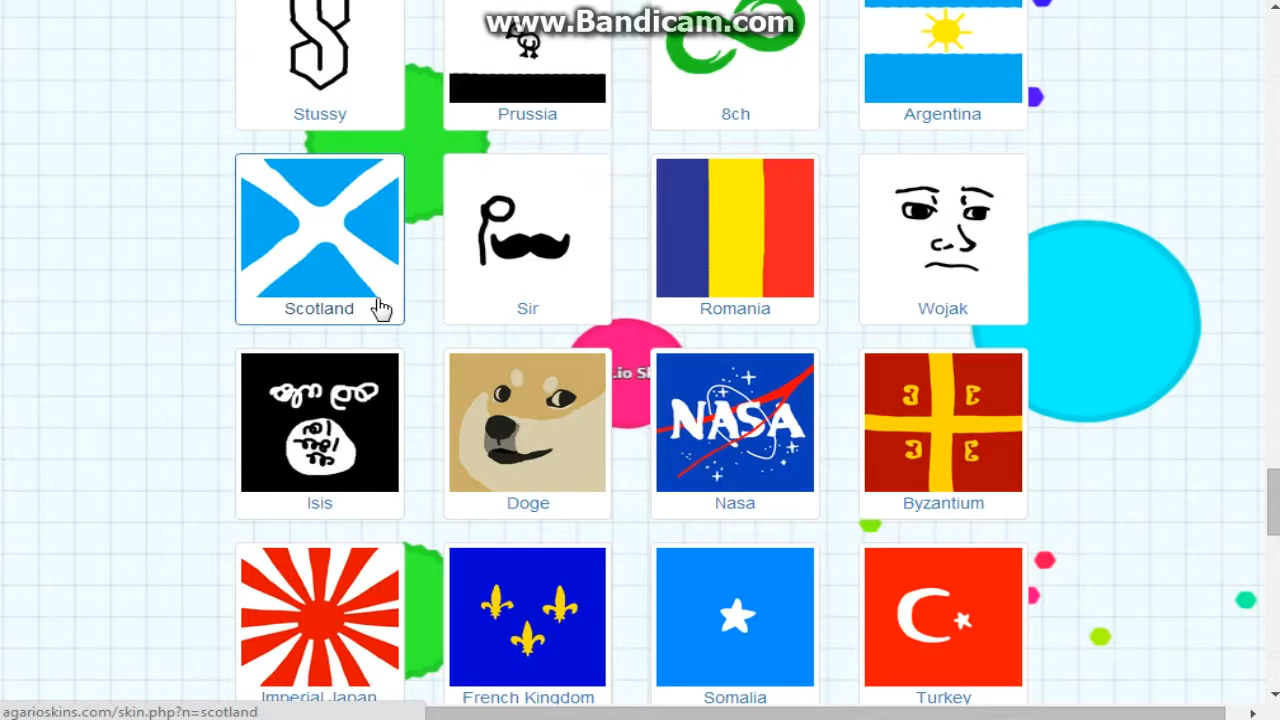 www.Bandicam.com
Stussy
Prussia
8ch
Argentina
Scotland
Sir
Romania
Wojak
.io S
NASA
Isis
Doge
Nasa
Byzantium
Imperial Japan
French Kingdom
Somalia
Turkey
agarioskins.com/skin.php?n=scotland